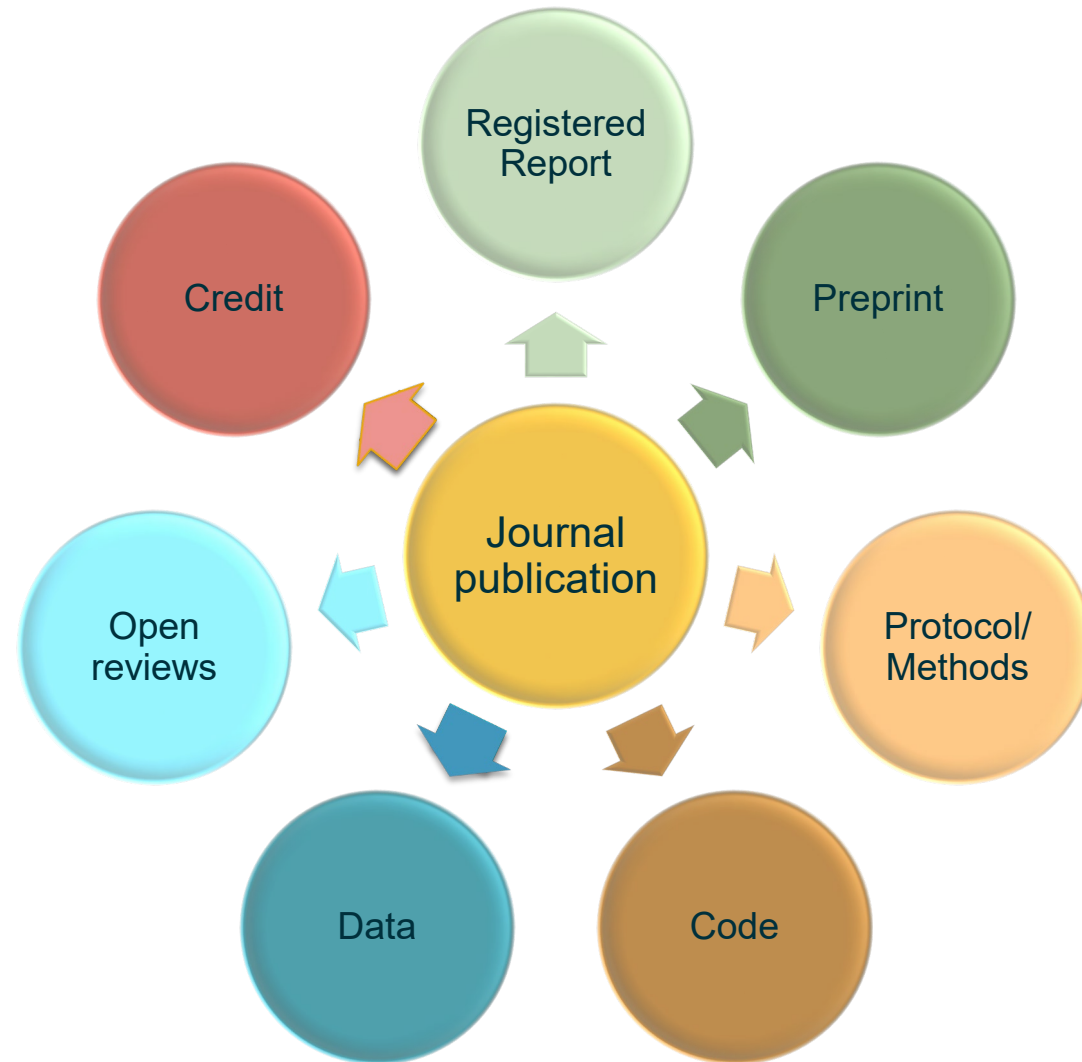 Registered
Report
Preprint
Protocol/
Methods
Code
Data
Open
reviews
Credit
Journal
publication